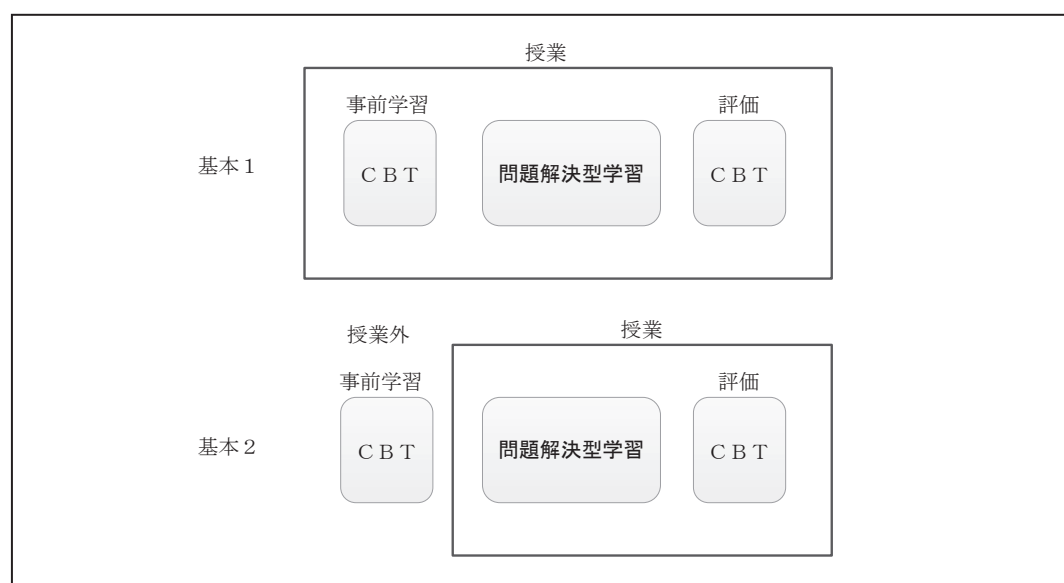 授業
事前学習 評価
基本１ ＣＢＴ 問題解決型学習 ＣＢＴ
授業外 授業
事前学習 評価
基本２ ＣＢＴ 問題解決型学習 ＣＢＴ